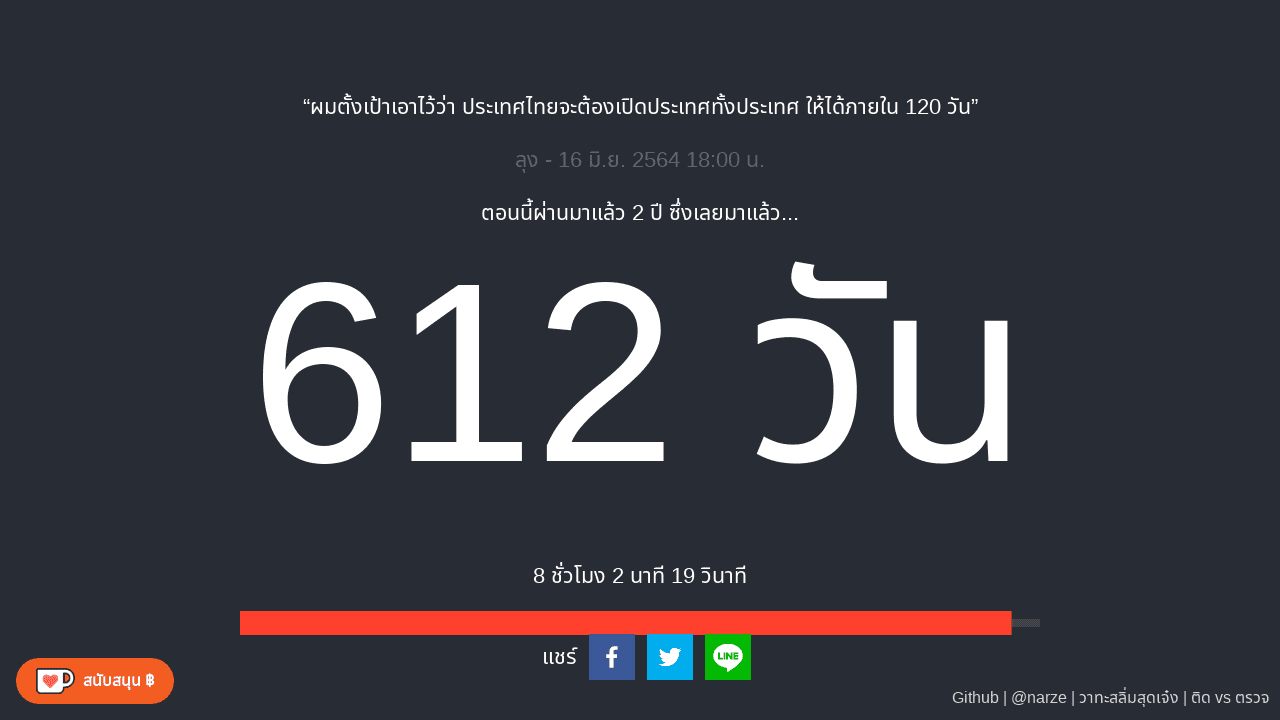 “ผมตั้งเป้าเอาไว้ว่า ประเทศไทยจะต้องเปิดประเทศทั้งประเทศ ให้ได้ภายใน 120 วัน”
ลุง - 16 มิ.ย. 2564 18:00 น.
ตอนนี้ผ่านมาแล้ว 2 ปี ซึ่งเลยมาแล้ว...
612 วัน
8 ชั่วโมง 2 นาที 19 วินาที
แชร์
LINE
สนับสนุน ฿
Github | @narze | วาทะสลิ่มสุดเจ๋ง | ติด vs ตรวจ